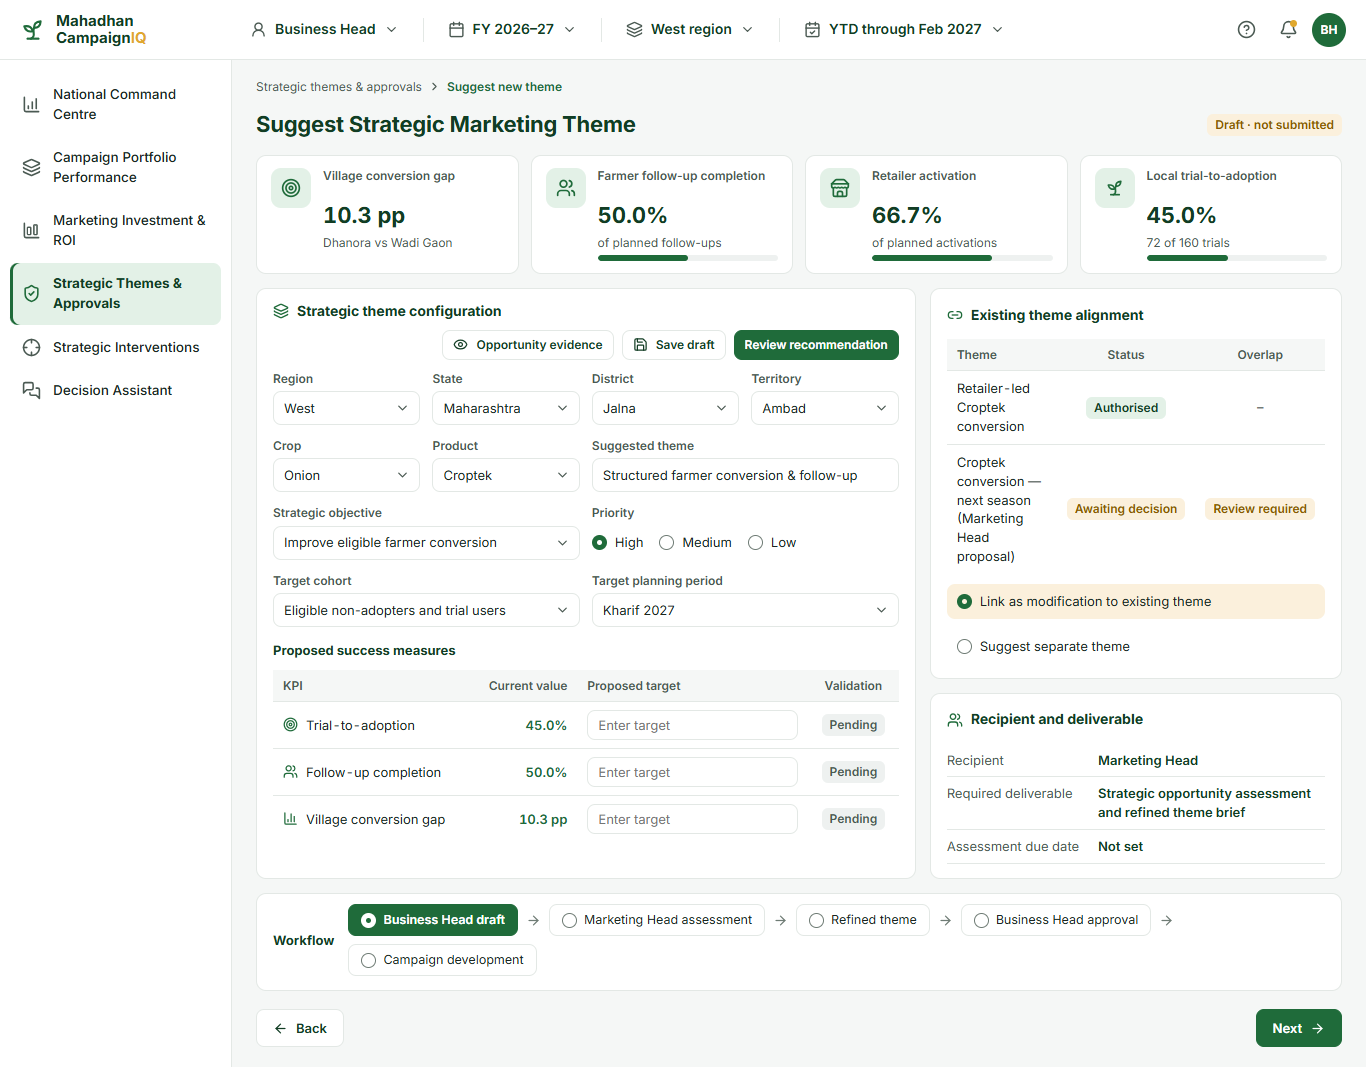 Mahadhan
CampaignIQ
Business Head
FY 2026–27
West region
YTD through Feb 2027
BH
National Command
Centre
Campaign Portfolio
Performance
Marketing Investment &
ROI
Strategic Themes &
Approvals
Strategic Interventions
Decision Assistant
Strategic themes & approvals
Suggest new theme
Suggest Strategic Marketing Theme
Draft · not submitted
Village conversion gap
10.3 pp
Dhanora vs Wadi Gaon
Farmer follow-up completion
50.0%
of planned follow-ups
Retailer activation
66.7%
of planned activations
Local trial-to-adoption
45.0%
72 of 160 trials
Strategic theme configuration
Opportunity evidence
Save draft
Review recommendation
Region
State
District
Territory
West
Maharashtra
Jalna
Ambad
Crop
Product
Suggested theme
Onion
Croptek
Structured farmer conversion & follow-up
Strategic objective
Priority
Improve eligible farmer conversion
High
Medium
Low
Target cohort
Target planning period
Eligible non-adopters and trial users
Kharif 2027
Proposed success measures
KPI
Current value
Proposed target
Validation
Trial-to-adoption
45.0%
Enter target
Pending
Follow-up completion
50.0%
Enter target
Pending
Village conversion gap
10.3 pp
Enter target
Pending
Existing theme alignment
Theme
Status
Overlap
Retailer-led
Croptek
conversion
Authorised
–
Croptek
conversion —
next season
(Marketing
Head
proposal)
Awaiting decision
Review required
Link as modification to existing theme
Suggest separate theme
Recipient and deliverable
Recipient
Marketing Head
Required deliverable
Strategic opportunity assessment
and refined theme brief
Assessment due date
Not set
Workflow
Business Head draft
Marketing Head assessment
Refined theme
Business Head approval
Campaign development
Back
Next